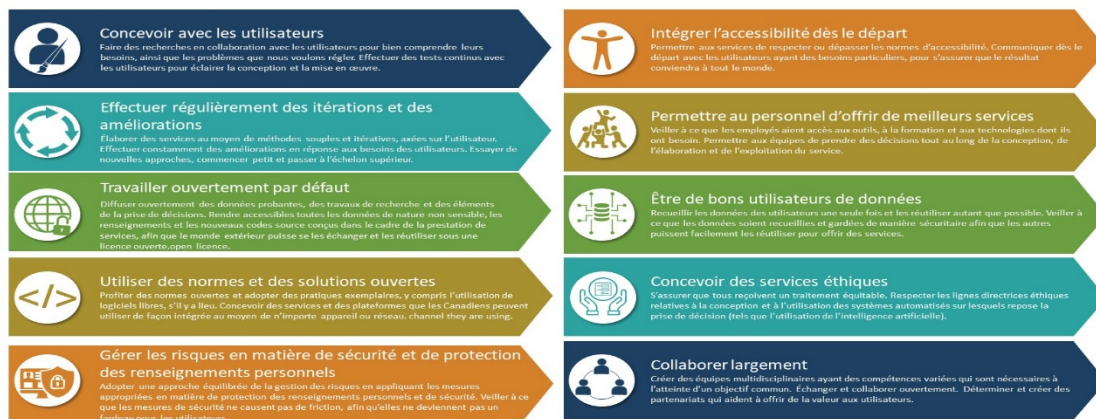 Concevoir avec les utilisateurs
Faire des recherches en collaboration avec les utilisateurs pour bien comprendre leurs
besoins, ainsi que les problèmes que nous voulons régler. Effectuer des tests continus avec
les utilisateurs pour éclairer la conception et la mise en œuvre.
Effectuer régulièrement des itérations et des
améliorations
Élaborer des services au moyen de méthodes souples et itératives, axées sur l'utilisateur.
Effectuer constamment des améliorations en réponse aux besoins des utilisateurs. Essayer de
nouvelles approches, commencer petit et passer à l'échelon supérieur.
Travailler ouvertement par défaut
Diffuser ouvertement des données probantes, des travaux de recherche et des éléments
de la prise de décisions. Rendre accessibles toutes les données de nature non sensible, les
renseignements et les nouveaux codes source conçus dans le cadre de la prestation de
services, afin que le monde extérieur puisse se les échanger et les réutiliser sous une
licence ouverte.open licence.
Utiliser des normes et des solutions ouvertes
Profiter des normes ouvertes et adopter des pratiques exemplaires, y compris l'utilisation de
logiciels libres, s'il y a lieu. Concevoir des services et des plateformes que les Canadiens peuvent
utiliser de façon intégrée au moyen de n'importe appareil ou réseau. channel they are using.
Gérer les risques en matière de sécurité et de protection
des renseignements personnels
Adopter une approche équilibrée de la gestion des risques en appliquant les mesures
appropriées en matière de protection des renseignements personnels et de sécurité. Veiller à ce
que les mesures de sécurité ne causent pas de friction, afin qu'elles ne deviennent pas un
fardeau pour les utilisateurs.
Intégrer l'accessibilité dès le départ
Permettre aux services de respecter ou dépasser les normes d'accessibilité. Communiquer dès le
départ avec les utilisateurs ayant des besoins particuliers, pour s'assurer que le résultat
conviendra à tout le monde.
Permettre au personnel d'offrir de meilleurs services
Veiller à ce que les employés aient accès aux outils, à la formation et aux technologies dont ils
ont besoin. Permettre aux équipes de prendre des décisions tout au long de la conception, de
l'élaboration et de l'exploitation du service.
Être de bons utilisateurs de données
Recueillir les données des utilisateurs une seule fois et les réutiliser autant que possible. Veiller à
ce que les données soient recueillies et gardées de manière sécuritaire afin que les autres
puissent facilement les réutiliser pour offrir des services.
Concevoir des services éthiques
S'assurer que tous reçoivent un traitement équitable. Respecter les lignes directrices éthiques
relatives à la conception et à l'utilisation des systèmes automatisés sur lesquels repose la
prise de décision (tels que l'utilisation de l'intelligence artificielle).
Collaborer largement
Créer des équipes multidisciplinaires ayant des compétences variées qui sont nécessaires à
l'atteinte d'un objectif commun. Échanger et collaborer ouvertement. Déterminer et créer des
partenariats qui aident à offrir de la valeur aux utilisateurs.